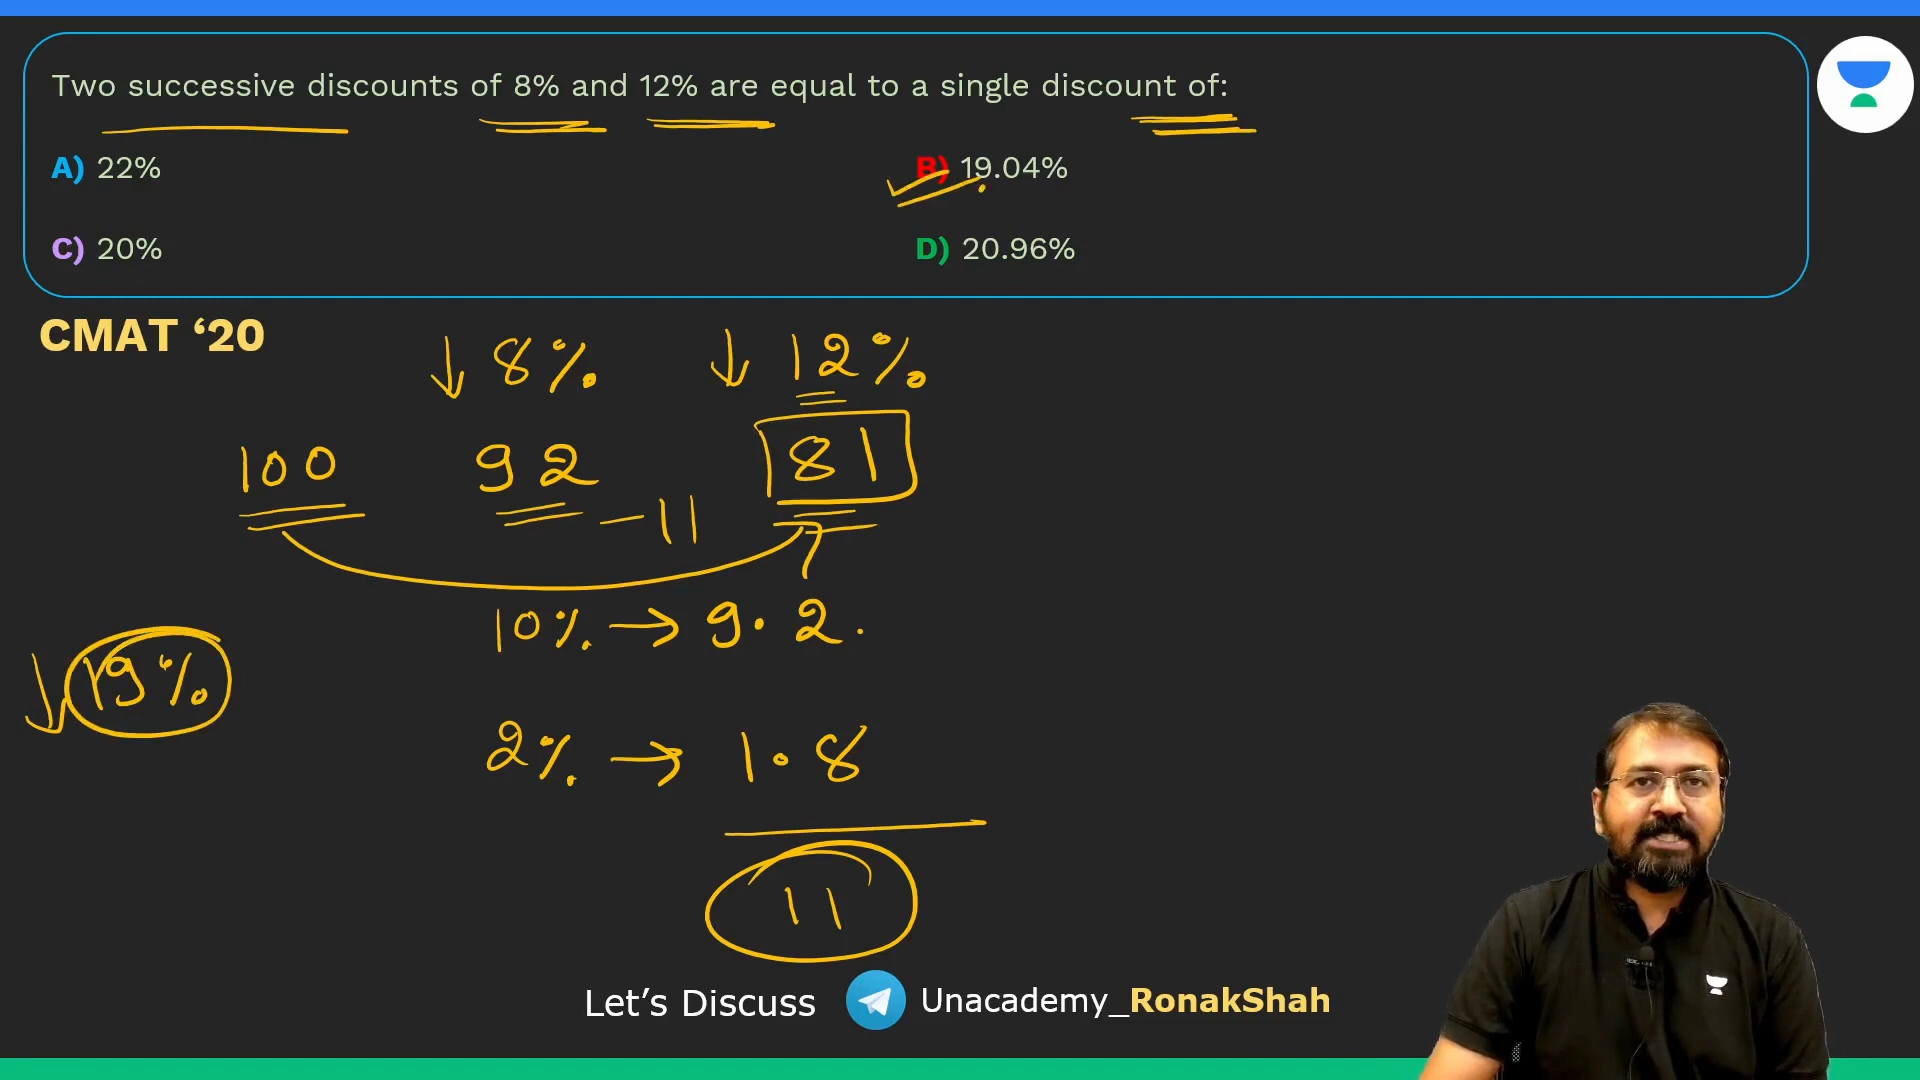 Two successive discounts of 8% and 12% are equal to a single discount of:
A) 22%
B) 19.04%
C) 20%
D) 20.96%
CMAT ‘20
↓ 8% ↓ 12%
100 92 -11 81
10% → 9.2
↓ 19%
2% → 1.8
11
Let’s Discuss Unacademy_RonakShah